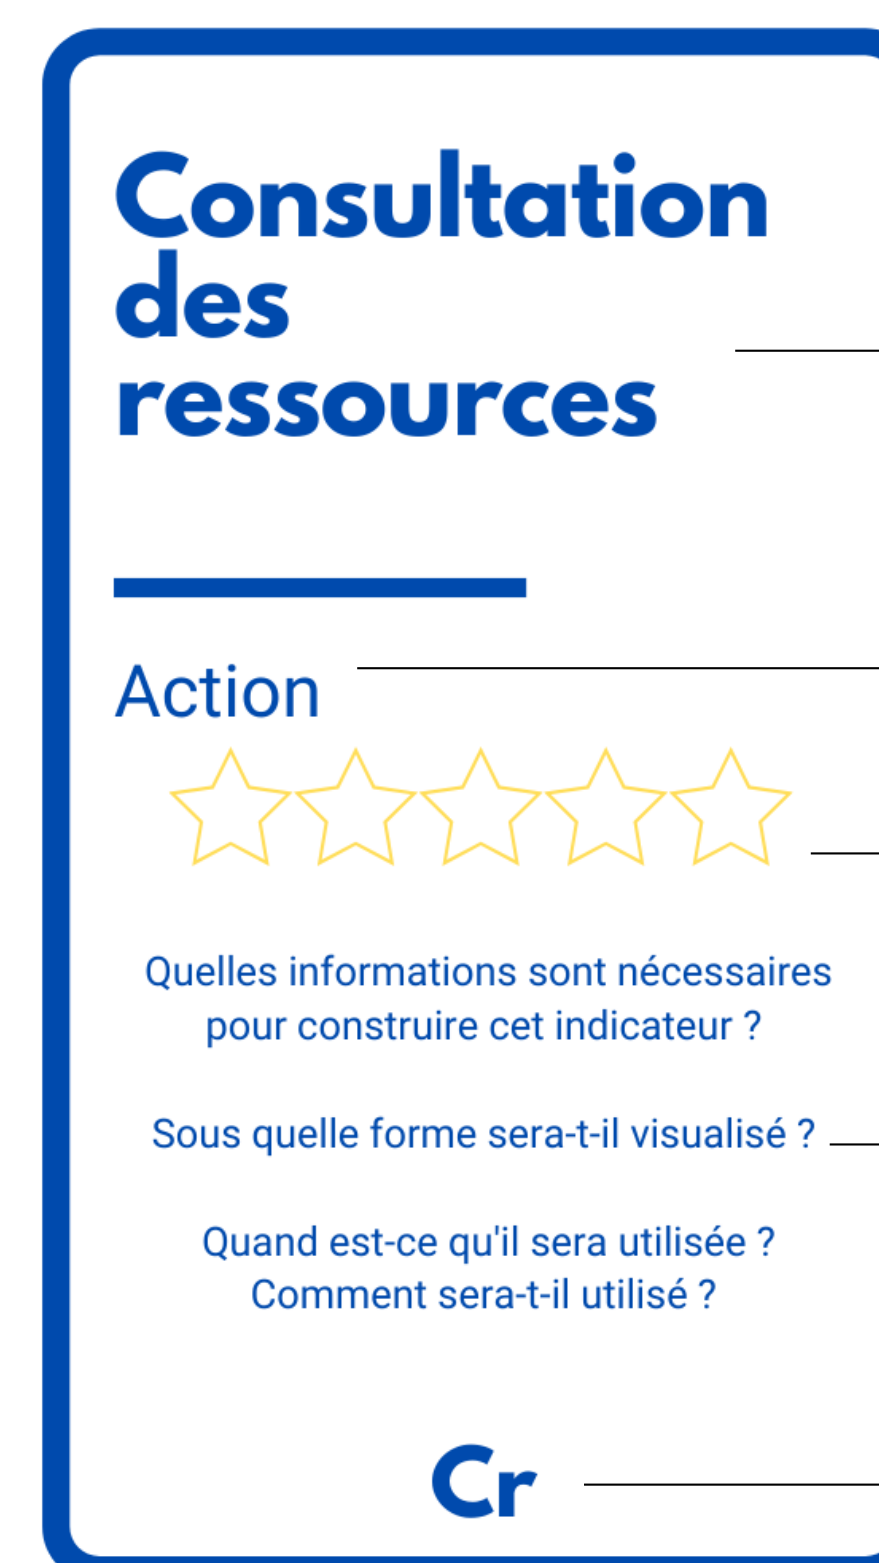 Consultation
des
ressources
Action
Quelles informations sont nécessaires
pour construire cet indicateur ?
Sous quelle forme sera-t-il visualisé ?
Quand est-ce qu'il sera utilisée ?
Comment sera-t-il utilisé ?
Cr